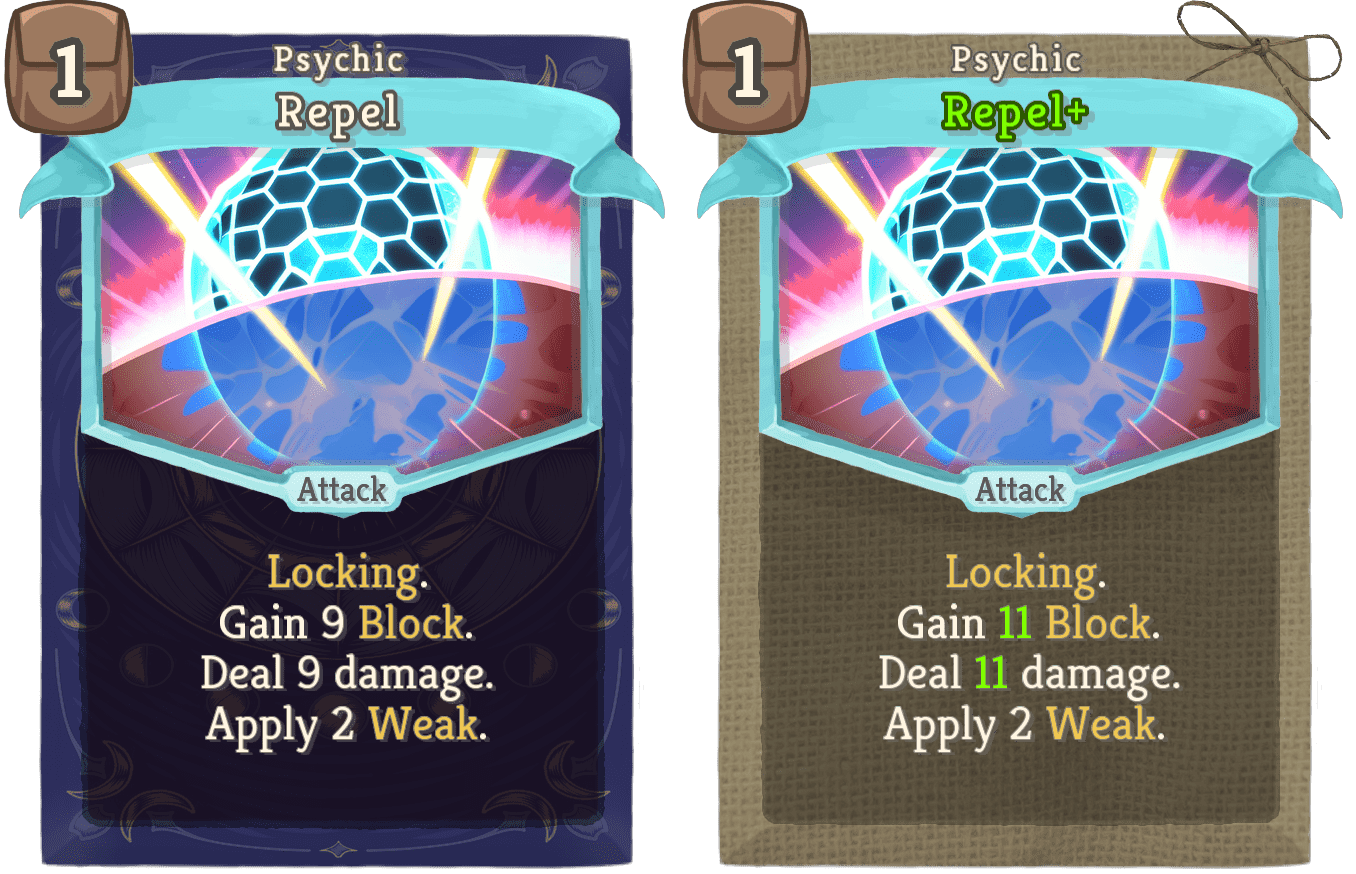 1
Psychic
Repel
Attack
Locking.
Gain 9 Block.
Deal 9 damage.
Apply 2 Weak.
1
Psychic
Repel+
Attack
Locking.
Gain 11 Block.
Deal 11 damage.
Apply 2 Weak.